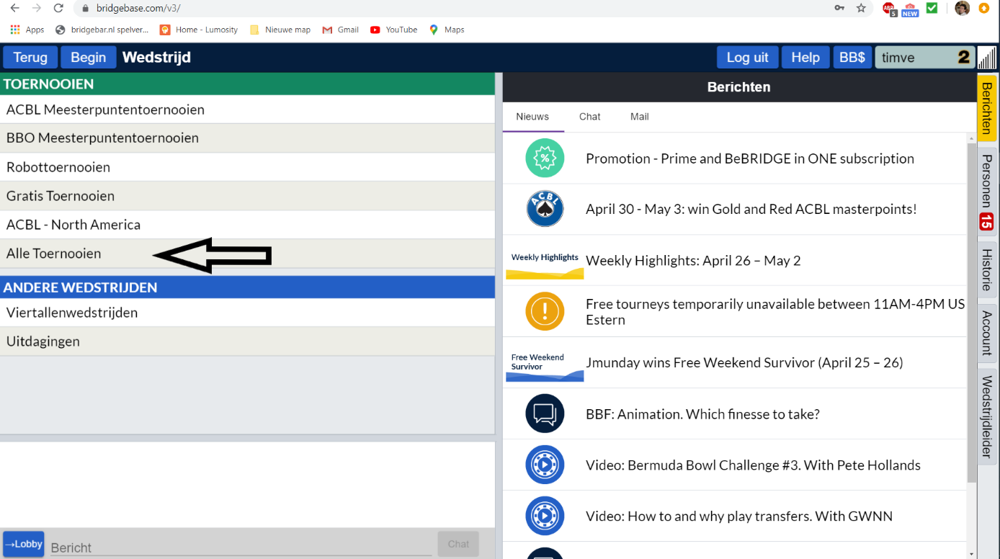 bridgebase.com/v3/
ABP
5
NEW
Apps
bridgebar.nl spelver...
Home - Lumosity
Nieuwe map
Gmail
YouTube
Maps
Terug
Begin
Wedstrijd
Log uit
Help
BB$
timve
2
TOERNOOIEN
ACBL Meesterpuntentoernooien
BBO Meesterpuntentoernooien
Robottoernooien
Gratis Toernooien
ACBL - North America
Alle Toernooien
ANDERE WEDSTRIJDEN
Viertallenwedstrijden
Uitdagingen
→Lobby
Bericht
Chat
Berichten
Nieuws
Chat
Mail
%
Promotion - Prime and BeBRIDGE in ONE subscription
ACBL
April 30 - May 3: win Gold and Red ACBL masterpoints!
Weekly Highlights
Weekly Highlights: April 26 – May 2
!
Free tourneys temporarily unavailable between 11AM-4PM US
Estern
Free Weekend
Survivor
Jmunday wins Free Weekend Survivor (April 25 – 26)
BBF: Animation. Which finesse to take?
Video: Bermuda Bowl Challenge #3. With Pete Hollands
Video: How to and why play transfers. With GWNN
Berichten
Personen 15
Historie
Account
Wedstrijdleider